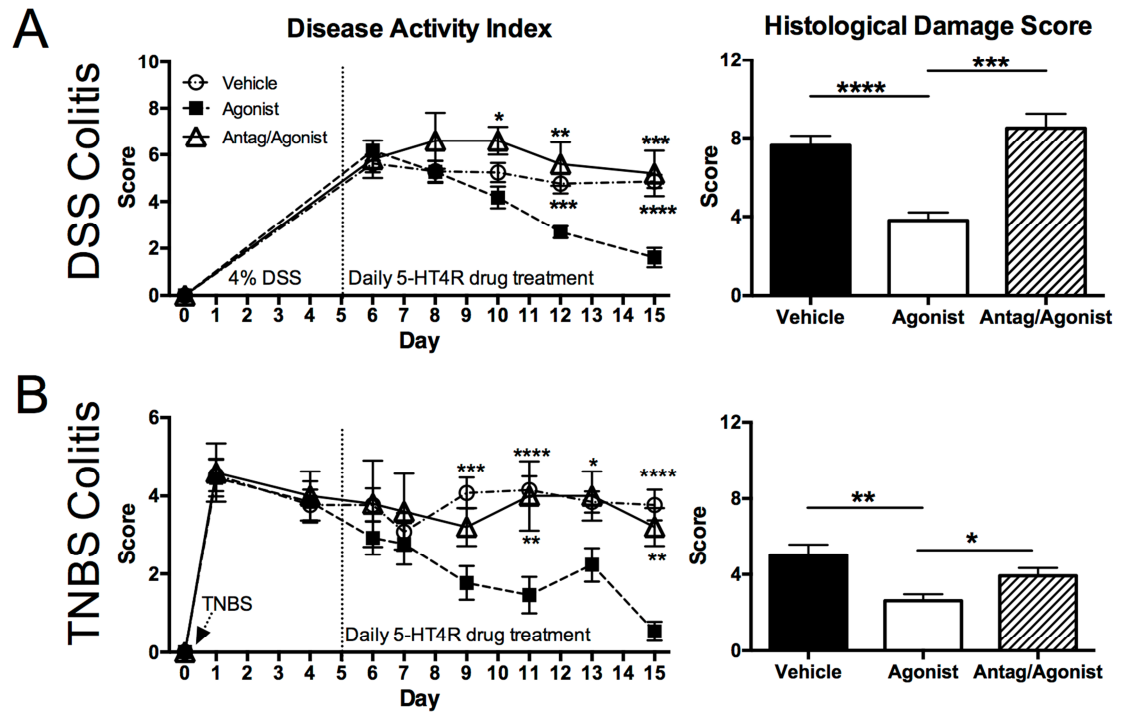 A
DSS Colitis
Disease Activity Index
Score
10
8
6
4
2
0
Vehicle
Agonist
Antag/Agonist
*
**
***
***
****
4% DSS
Daily 5-HT4R drug treatment
0 1 2 3 4 5 6 7 8 9 10 11 12 13 14 15
Day
Histological Damage Score
Score
12
8
4
0
****
***
Vehicle Agonist Antag/Agonist
B
TNBS Colitis
Score
6
4
2
0
***
****
*
****
**
**
TNBS
Daily 5-HT4R drug treatment
0 1 2 3 4 5 6 7 8 9 10 11 12 13 14 15
Day
Score
12
8
4
0
**
*
Vehicle Agonist Antag/Agonist